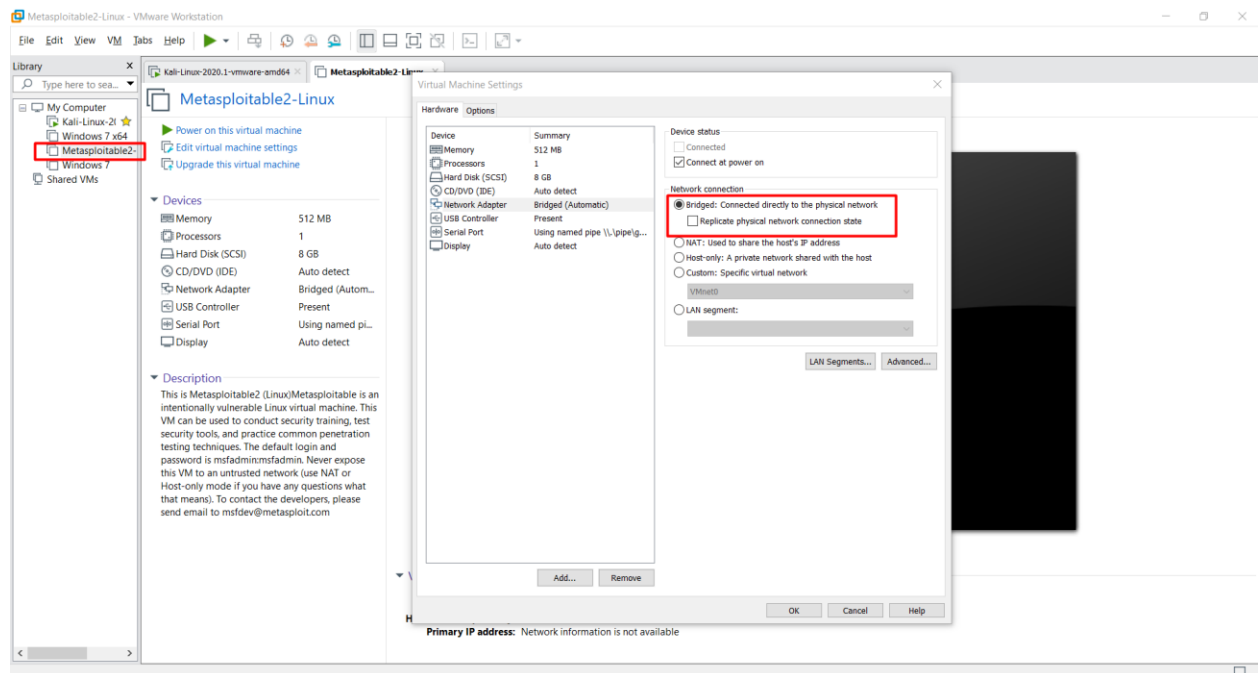 Metasploitable2-Linux - VMware Workstation
File Edit View VM Tabs Help
Library
Type here to sea...
My Computer
Kali-Linux-2(
Windows 7 x64
Metasploitable2-
Windows 7
Shared VMs
Kali-Linux-2020.1-vmware-amd64
Metasploitable2-Linux
Metasploitable2-Linux
Power on this virtual machine
Edit virtual machine settings
Upgrade this virtual machine
Devices
Memory 512 MB
Processors 1
Hard Disk (SCSI) 8 GB
CD/DVD (IDE) Auto detect
Network Adapter Bridged (Autom...
USB Controller Present
Serial Port Using named pi...
Display Auto detect
Description
This is Metasploitable2 (Linux)Metasploitable is an
intentionally vulnerable Linux virtual machine. This
VM can be used to conduct security training, test
security tools, and practice common penetration
testing techniques. The default login and
password is msfadmin:msfadmin. Never expose
this VM to an untrusted network (use NAT or
Host-only mode if you have any questions what
that means). To contact the developers, please
send email to msfdev@metasploit.com
Virtual Machine Settings
Hardware Options
Device Summary
Memory 512 MB
Processors 1
Hard Disk (SCSI) 8 GB
CD/DVD (IDE) Auto detect
Network Adapter Bridged (Automatic)
USB Controller Present
Serial Port Using named pipe \\.\pipe\g...
Display Auto detect
Add... Remove
Device status
Connected
Connect at power on
Network connection
Bridged: Connected directly to the physical network
Replicate physical network connection state
NAT: Used to share the host's IP address
Host-only: A private network shared with the host
Custom: Specific virtual network
VMnet0
LAN segment:
LAN Segments... Advanced...
OK Cancel Help
Primary IP address: Network information is not available